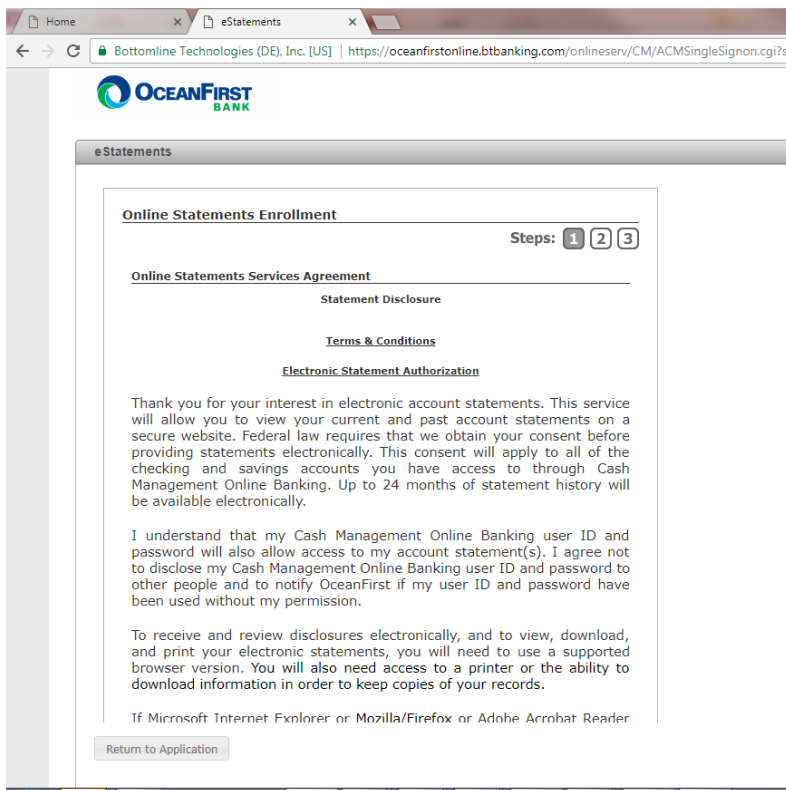 Home
eStatements
Bottomline Technologies (DE), Inc. [US] | https://oceanfirstonline.btbanking.com/onlineserv/CM/ACMSingleSignon.cgi?s
OCEANFIRST
BANK
eStatements
Online Statements Enrollment
Steps: 1 2 3
Online Statements Services Agreement
Statement Disclosure
Terms & Conditions
Electronic Statement Authorization
Thank you for your interest in electronic account statements. This service
will allow you to view your current and past account statements on a
secure website. Federal law requires that we obtain your consent before
providing statements electronically. This consent will apply to all of the
checking and savings accounts you have access to through Cash
Management Online Banking. Up to 24 months of statement history will
be available electronically.
I understand that my Cash Management Online Banking user ID and
password will also allow access to my account statement(s). I agree not
to disclose my Cash Management Online Banking user ID and password to
other people and to notify OceanFirst if my user ID and password have
been used without my permission.
To receive and review disclosures electronically, and to view, download,
and print your electronic statements, you will need to use a supported
browser version. You will also need access to a printer or the ability to
download information in order to keep copies of your records.
If Microsoft Internet Explorer or Mozilla/Firefox or Adobe Acrobat Reader
Return to Application